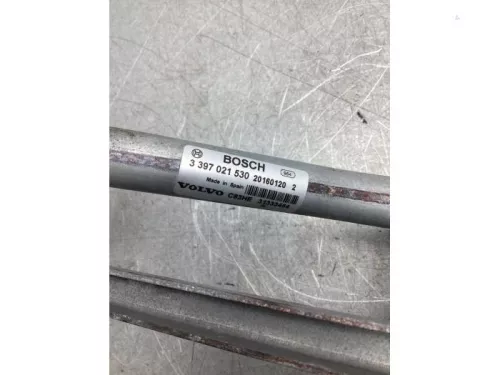 BOSCH
3 397 021 530 20160120 2
Made in Spain
VOLVO